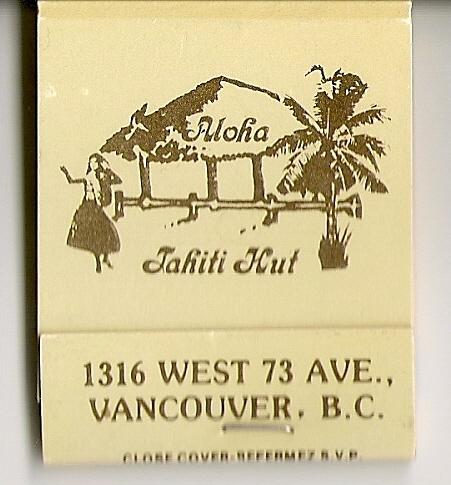 Aloha
Tahiti Hut
1316 WEST 73 AVE.,
VANCOUVER, B.C.
CLOSE COVER-REFERMEZ S.V.P.